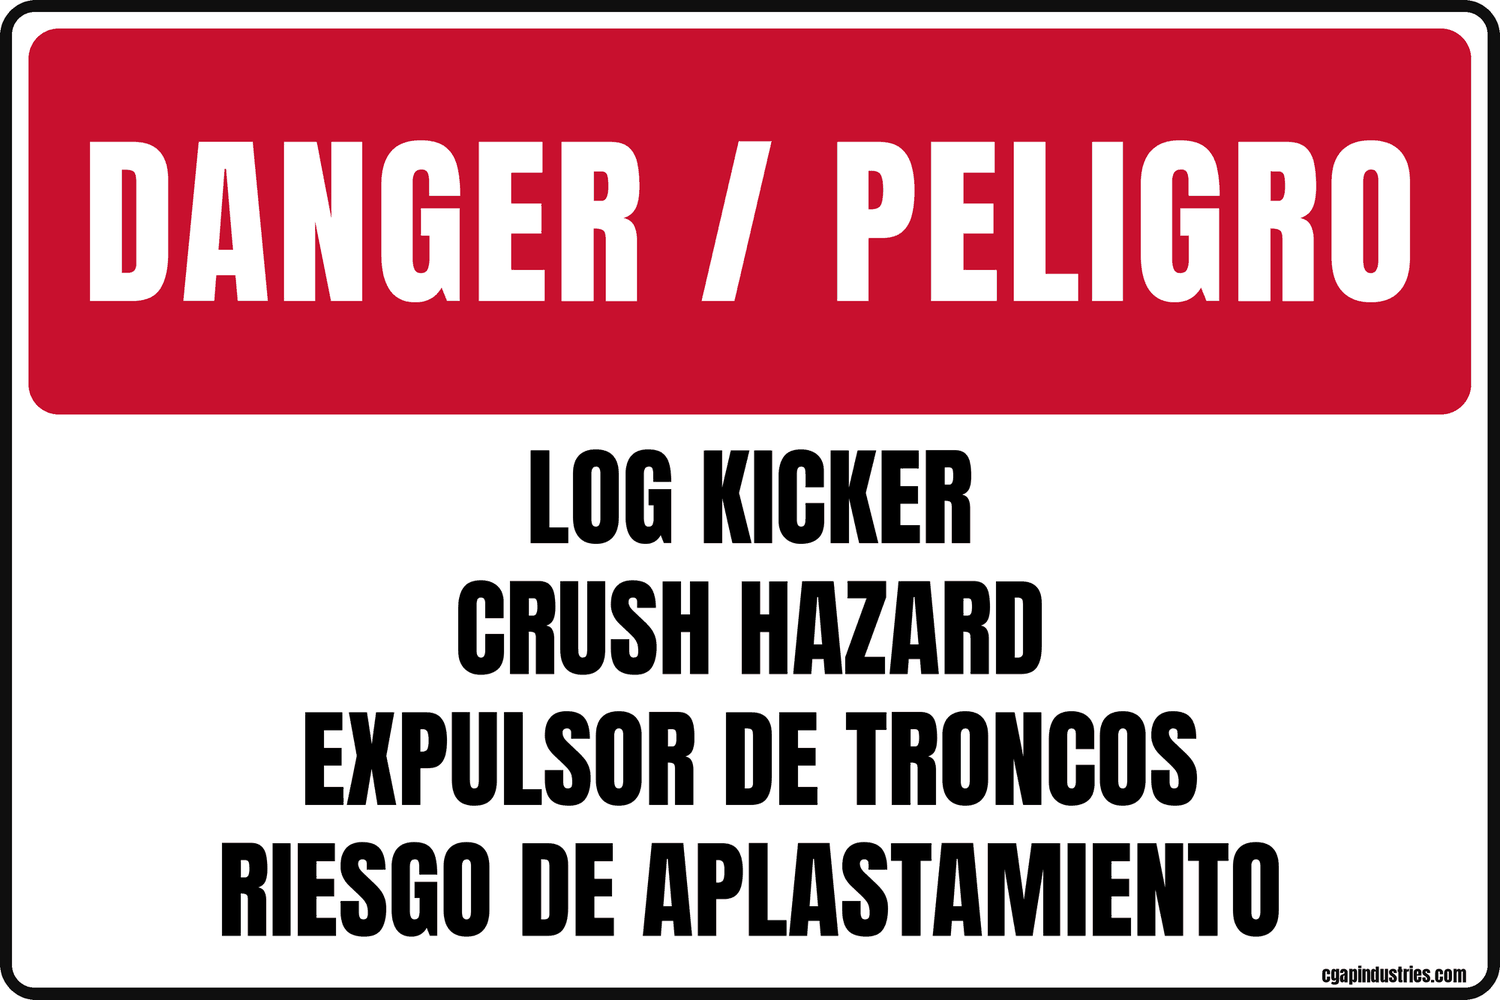 DANGER / PELIGRO
LOG KICKER
CRUSH HAZARD
EXPULSOR DE TRONCOS
RIESGO DE APLASTAMIENTO
cgapindustries.com